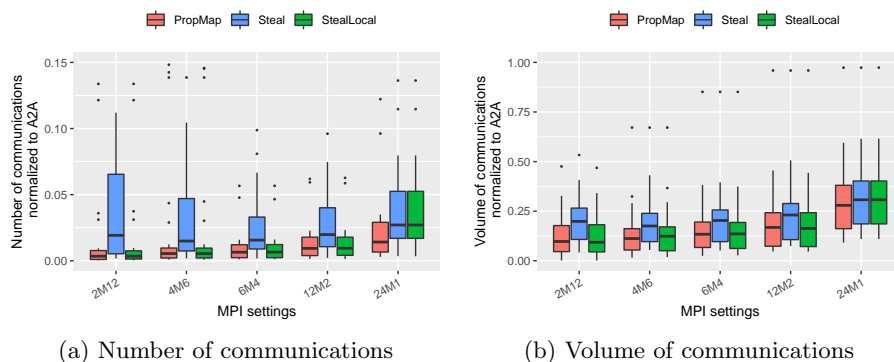 PropMap Steal StealLocal
Number of communications
normalized to A2A
0.15
0.10
0.05
0.00
2M12 4M6 6M4 12M2 24M1
MPI settings
(a) Number of communications
PropMap Steal StealLocal
Volume of communications
normalized to A2A
1.00
0.75
0.50
0.25
0.00
2M12 4M6 6M4 12M2 24M1
MPI settings
(b) Volume of communications